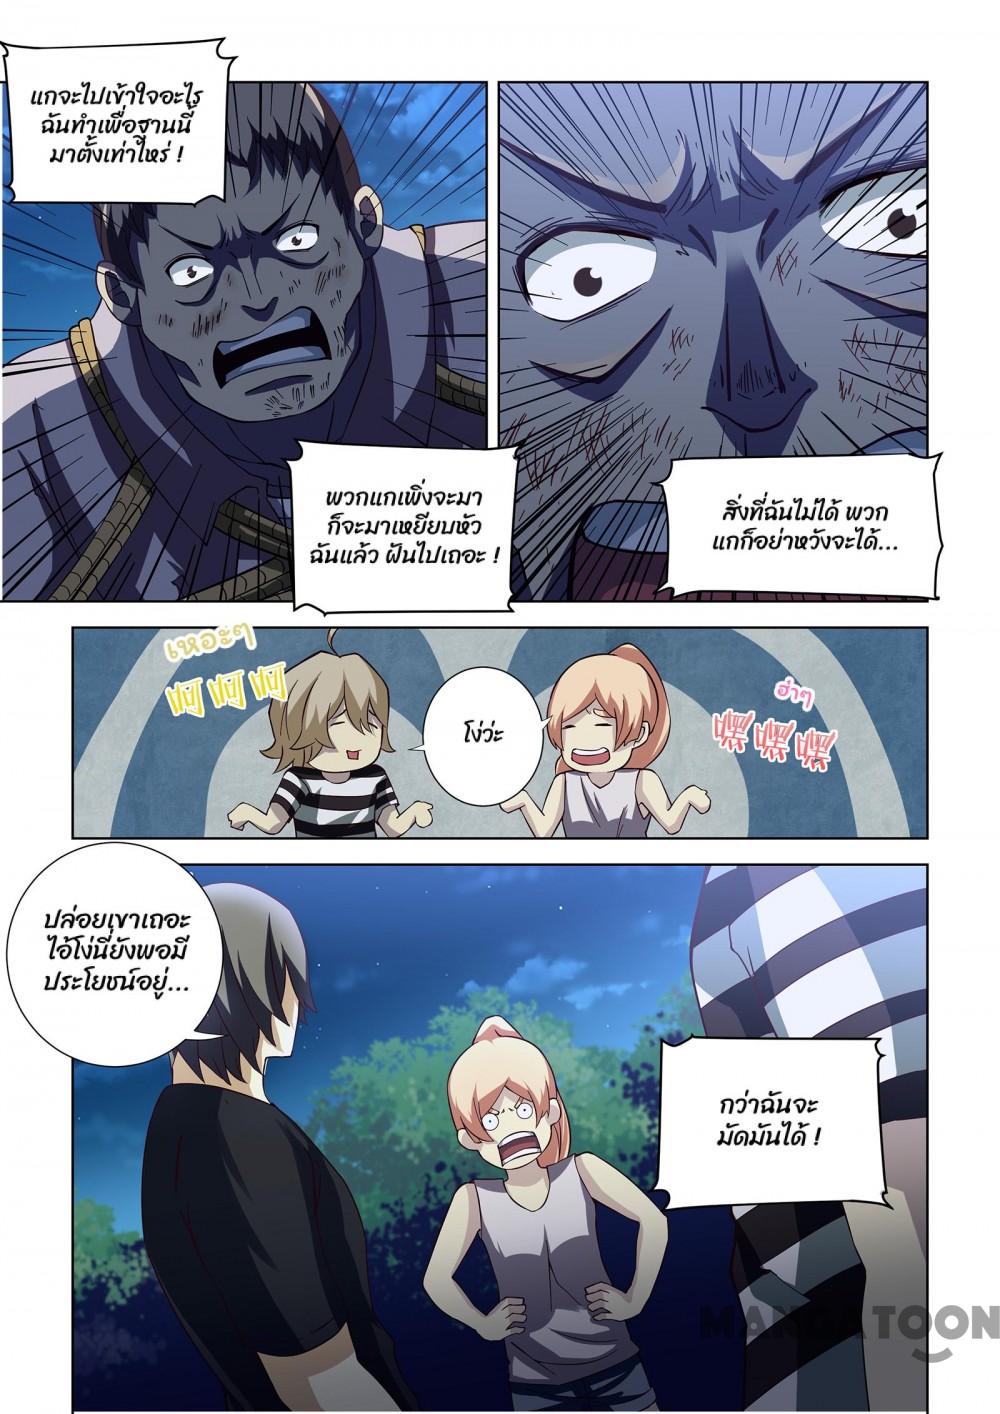 แกจะไปเข้าใจอะไร
ฉันทำเพื่อฐานนี้
มาตั้งเท่าไหร่ !
พวกแกเพิ่งจะมา
ก็จะมาเหยียบหัว
ฉันแล้ว ฝันไปเถอะ !
สิ่งที่ฉันไม่ได้ พวก
แกก็อย่าหวังจะได้...
เหอะๆ
呵呵呵
โง่ว่ะ
ฮ่าๆ
嘿嘿嘿
ปล่อยเขาเถอะ
ไอ้โง่นี่ยังพอมี
ประโยชน์อยู่...
กว่าฉันจะ
มัดมันได้ !
MANGATOON